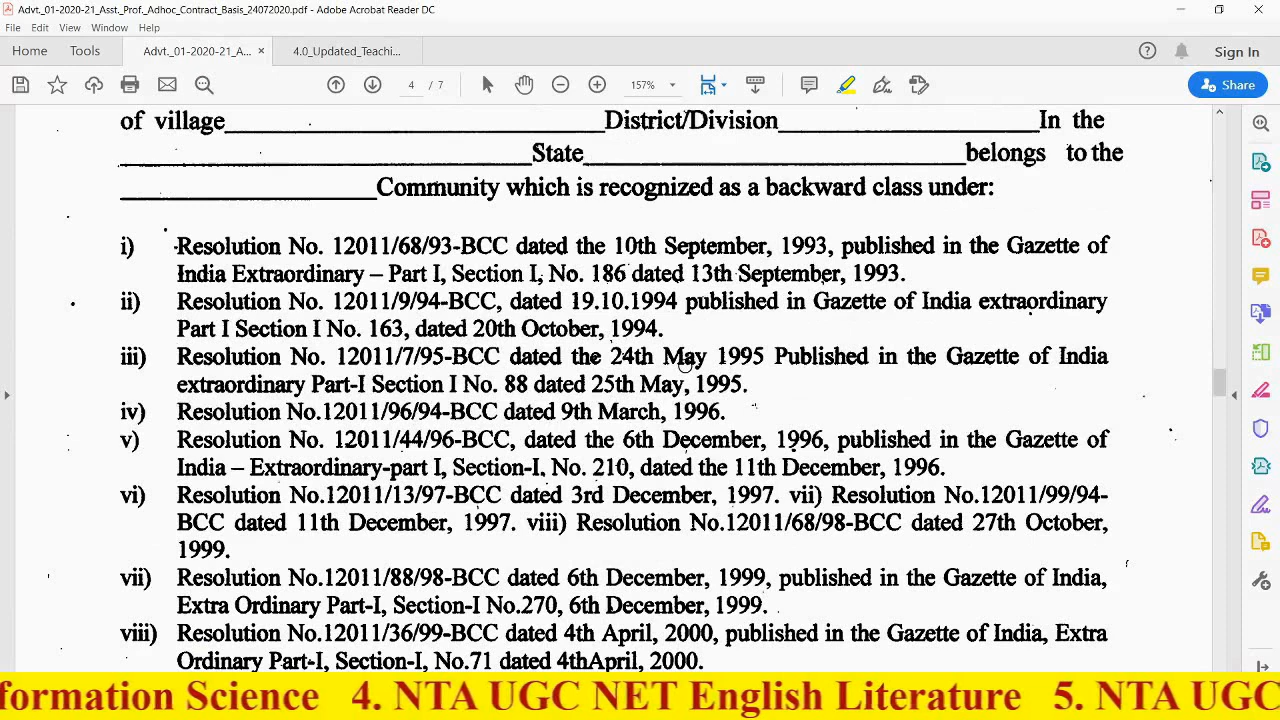 Advt._01-2020-21_Asst._Prof._Adhoc_Contract_Basis_24072020.pdf - Adobe Acrobat Reader DC
File Edit View Window Help
Home Tools Advt._01-2020-21_A... × 4.0_Updated_Teachi... Sign In
4 / 7 157% Share
of village____________________District/Division____________________In the
____________________State____________________belongs to the
____________________Community which is recognized as a backward class under:
i) Resolution No. 12011/68/93-BCC dated the 10th September, 1993, published in the Gazette of
India Extraordinary – Part I, Section I, No. 186 dated 13th September, 1993.
ii) Resolution No. 12011/9/94-BCC, dated 19.10.1994 published in Gazette of India extraordinary
Part I Section I No. 163, dated 20th October, 1994.
iii) Resolution No. 12011/7/95-BCC dated the 24th May 1995 Published in the Gazette of India
extraordinary Part-I Section I No. 88 dated 25th May, 1995.
iv) Resolution No.12011/96/94-BCC dated 9th March, 1996.
v) Resolution No. 12011/44/96-BCC, dated the 6th December, 1996, published in the Gazette of
India – Extraordinary-part I, Section-I, No. 210, dated the 11th December, 1996.
vi) Resolution No.12011/13/97-BCC dated 3rd December, 1997. vii) Resolution No.12011/99/94-
BCC dated 11th December, 1997. viii) Resolution No.12011/68/98-BCC dated 27th October,
1999.
vii) Resolution No.12011/88/98-BCC dated 6th December, 1999, published in the Gazette of India,
Extra Ordinary Part-I, Section-I No.270, 6th December, 1999.
viii) Resolution No.12011/36/99-BCC dated 4th April, 2000, published in the Gazette of India, Extra
Ordinary Part-I, Section-I, No.71 dated 4thApril, 2000.
formation Science 4. NTA UGC NET English Literature 5. NTA UGC